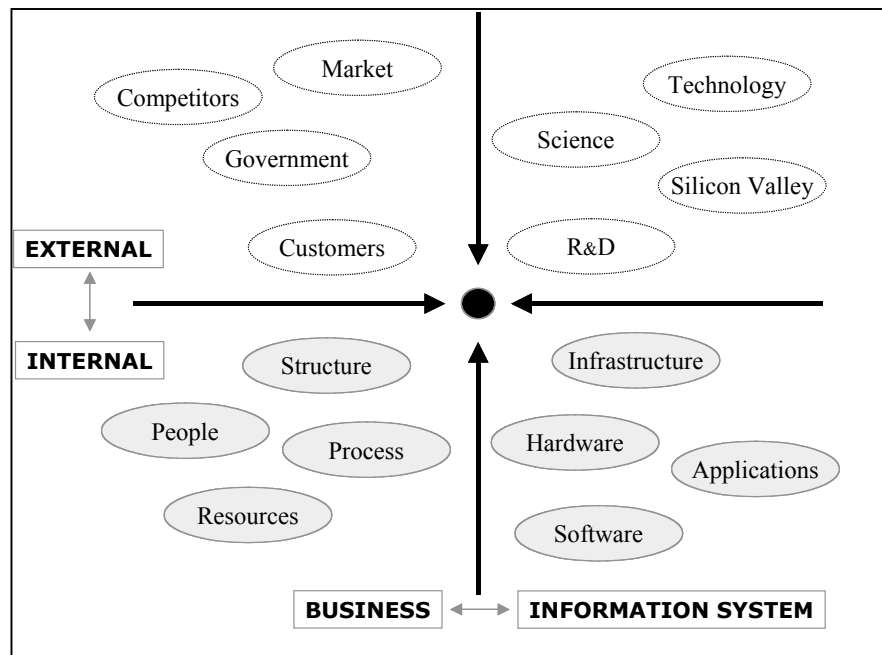 Market
Technology
Competitors
Science
Government
Silicon Valley
EXTERNAL
Customers
R&D
INTERNAL
Structure
Infrastructure
People
Process
Hardware
Applications
Resources
Software
BUSINESS
INFORMATION SYSTEM